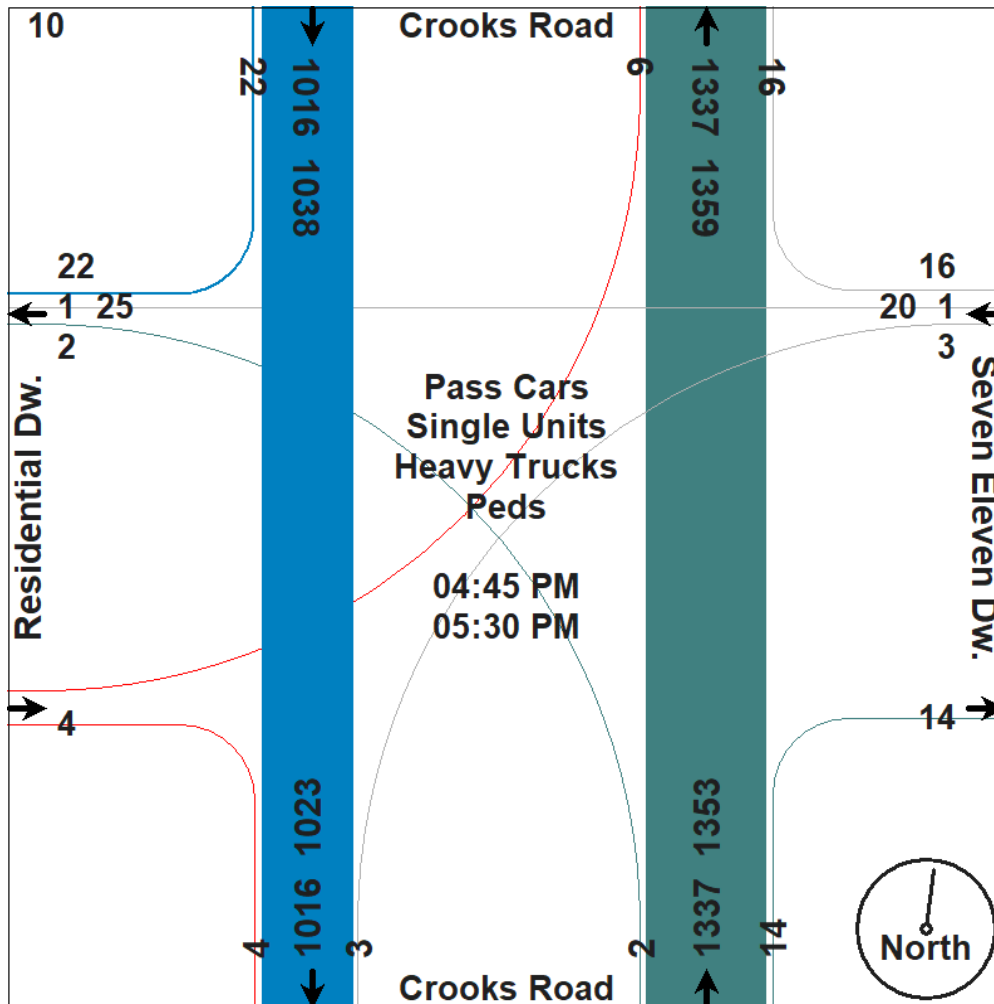 10
Crooks Road
22
1016 1038
6
1337 1359
16
22
1 25
2
16
20 1
3
Residential Dw.
Pass Cars
Single Units
Heavy Trucks
Peds
04:45 PM
05:30 PM
Seven Eleven Dw.
4
14
4
1016 1023
3
2
1337 1353
14
North
Crooks Road